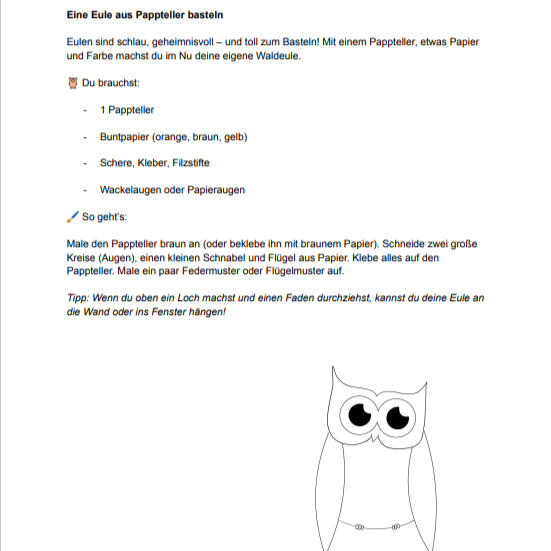 Eine Eule aus Pappteller basteln
Eulen sind schlau, geheimnisvoll – und toll zum Basteln! Mit einem Pappteller, etwas Papier
und Farbe machst du im Nu deine eigene Waldeule.
🦉 Du brauchst:
- 1 Pappteller
- Buntpapier (orange, braun, gelb)
- Schere, Kleber, Filzstifte
- Wackelaugen oder Papieraugen
🖌️ So geht's:
Male den Pappteller braun an (oder beklebe ihn mit braunem Papier). Schneide zwei große
Kreise (Augen), einen kleinen Schnabel und Flügel aus Papier. Klebe alles auf den
Pappteller. Male ein paar Federmuster oder Flügelmuster auf.
Tipp: Wenn du oben ein Loch machst und einen Faden durchziehst, kannst du deine Eule an
die Wand oder ins Fenster hängen!